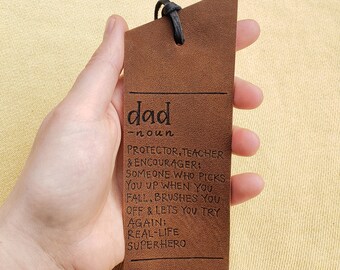 dad
-noun
PROTECTOR, TEACHER
& ENCOURAGER;
SOMEONE WHO PICKS
YOU UP WHEN YOU
FALL, BRUSHES YOU
OFF & LETS YOU TRY
AGAIN;
REAL-LIFE
SUPERHERO